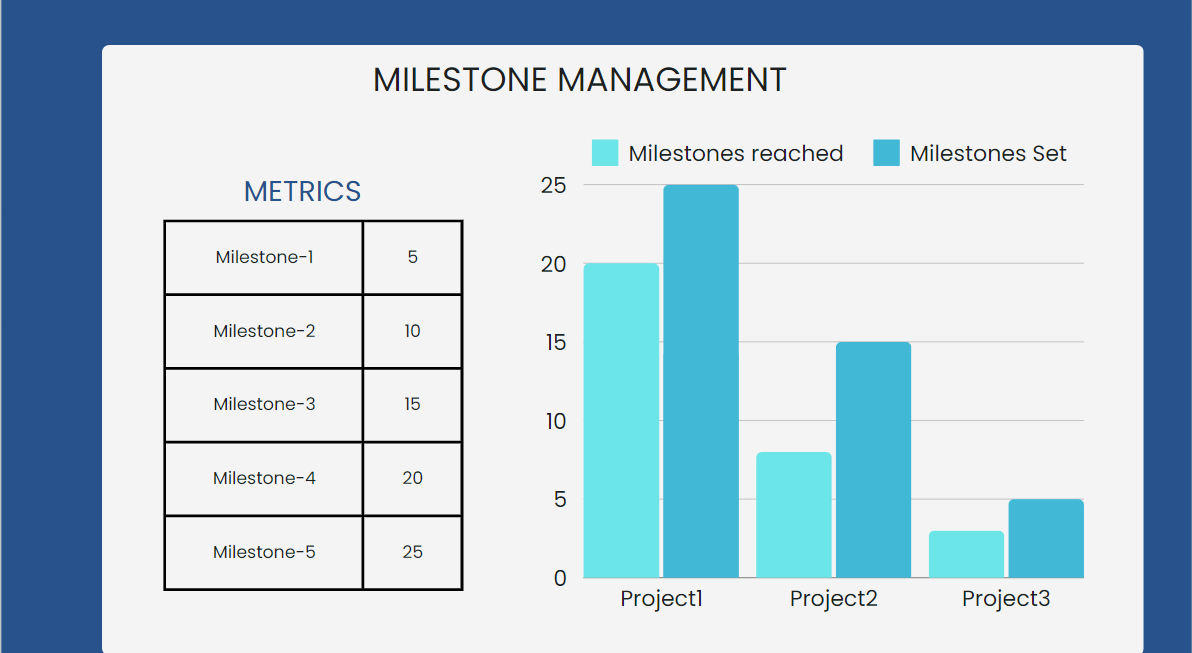 MILESTONE MANAGEMENT
METRICS
Milestone-1 5
Milestone-2 10
Milestone-3 15
Milestone-4 20
Milestone-5 25
Milestones reached Milestones Set
25
20
15
10
5
0
Project1 Project2 Project3